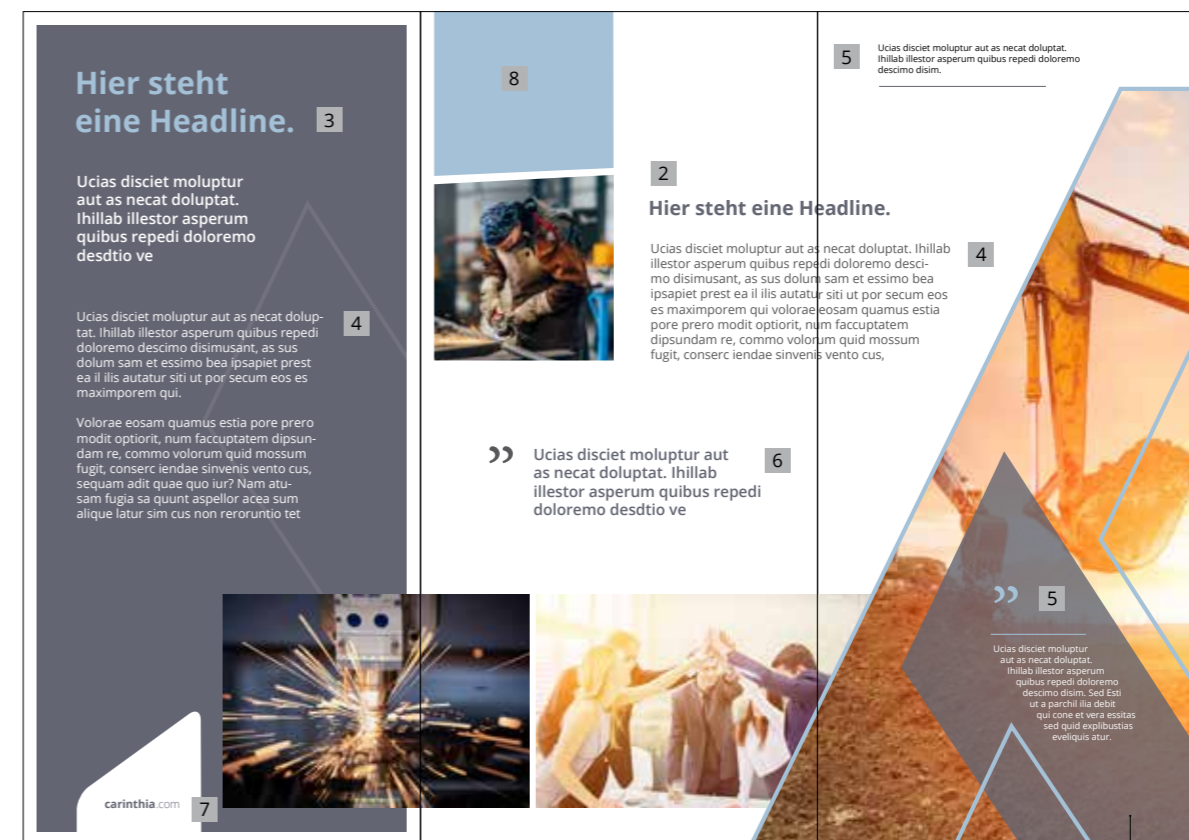 Hier steht
eine Headline.
3
Ucias disciet moluptur
aut as necat doluptat.
Ihillab illestor asperum
quibus repedi doloremo
desdtio ve
Ucias disciet moluptur aut as necat dolup-
tat. Ihillab illestor asperum quibus repedi
doloremo descimo disimusant, as sus
dolum sam et essimo bea ipsapiet prest
ea il ilis autatur siti ut por secum eos es
maximporem qui.
4
Volorae eosam quamus estia pore prero
modit optiorit, num faccuptatem dipsun-
dam re, commo volorum quid mossum
fugit, conserc iendae sinvenis vento cus,
sequam adit quae quo iur? Nam atu-
sam fugia sa quunt aspellor acea sum
alique latur sim cus non reroruntio tet
carinthia.com
7
8
2
Hier steht eine Headline.
Ucias disciet moluptur aut as necat doluptat. Ihillab
illestor asperum quibus repedi doloremo desci-
mo disimusant, as sus dolum sam et essimo bea
ipsapiet prest ea il ilis autatur siti ut por secum eos
es maximporem qui volorae eosam quamus estia
pore prero modit optiorit, num faccuptatem
dipsundam re, commo volorum quid mossum
fugit, conserc iendae sinvenis vento cus,
4
” Ucias disciet moluptur aut
as necat doluptat. Ihillab
illestor asperum quibus repedi
doloremo desdtio ve
6
5
Ucias disciet moluptur aut as necat doluptat.
Ihillab illestor asperum quibus repedi doloremo
descimo disim.
”
5
Ucias disciet moluptur
aut as necat doluptat.
Ihillab illestor asperum
quibus repedi doloremo
descimo disim. Sed Esti
ut a parchil ilia debit
qui cone et vera essitas
sed quid explibustias
eveliquis atur.